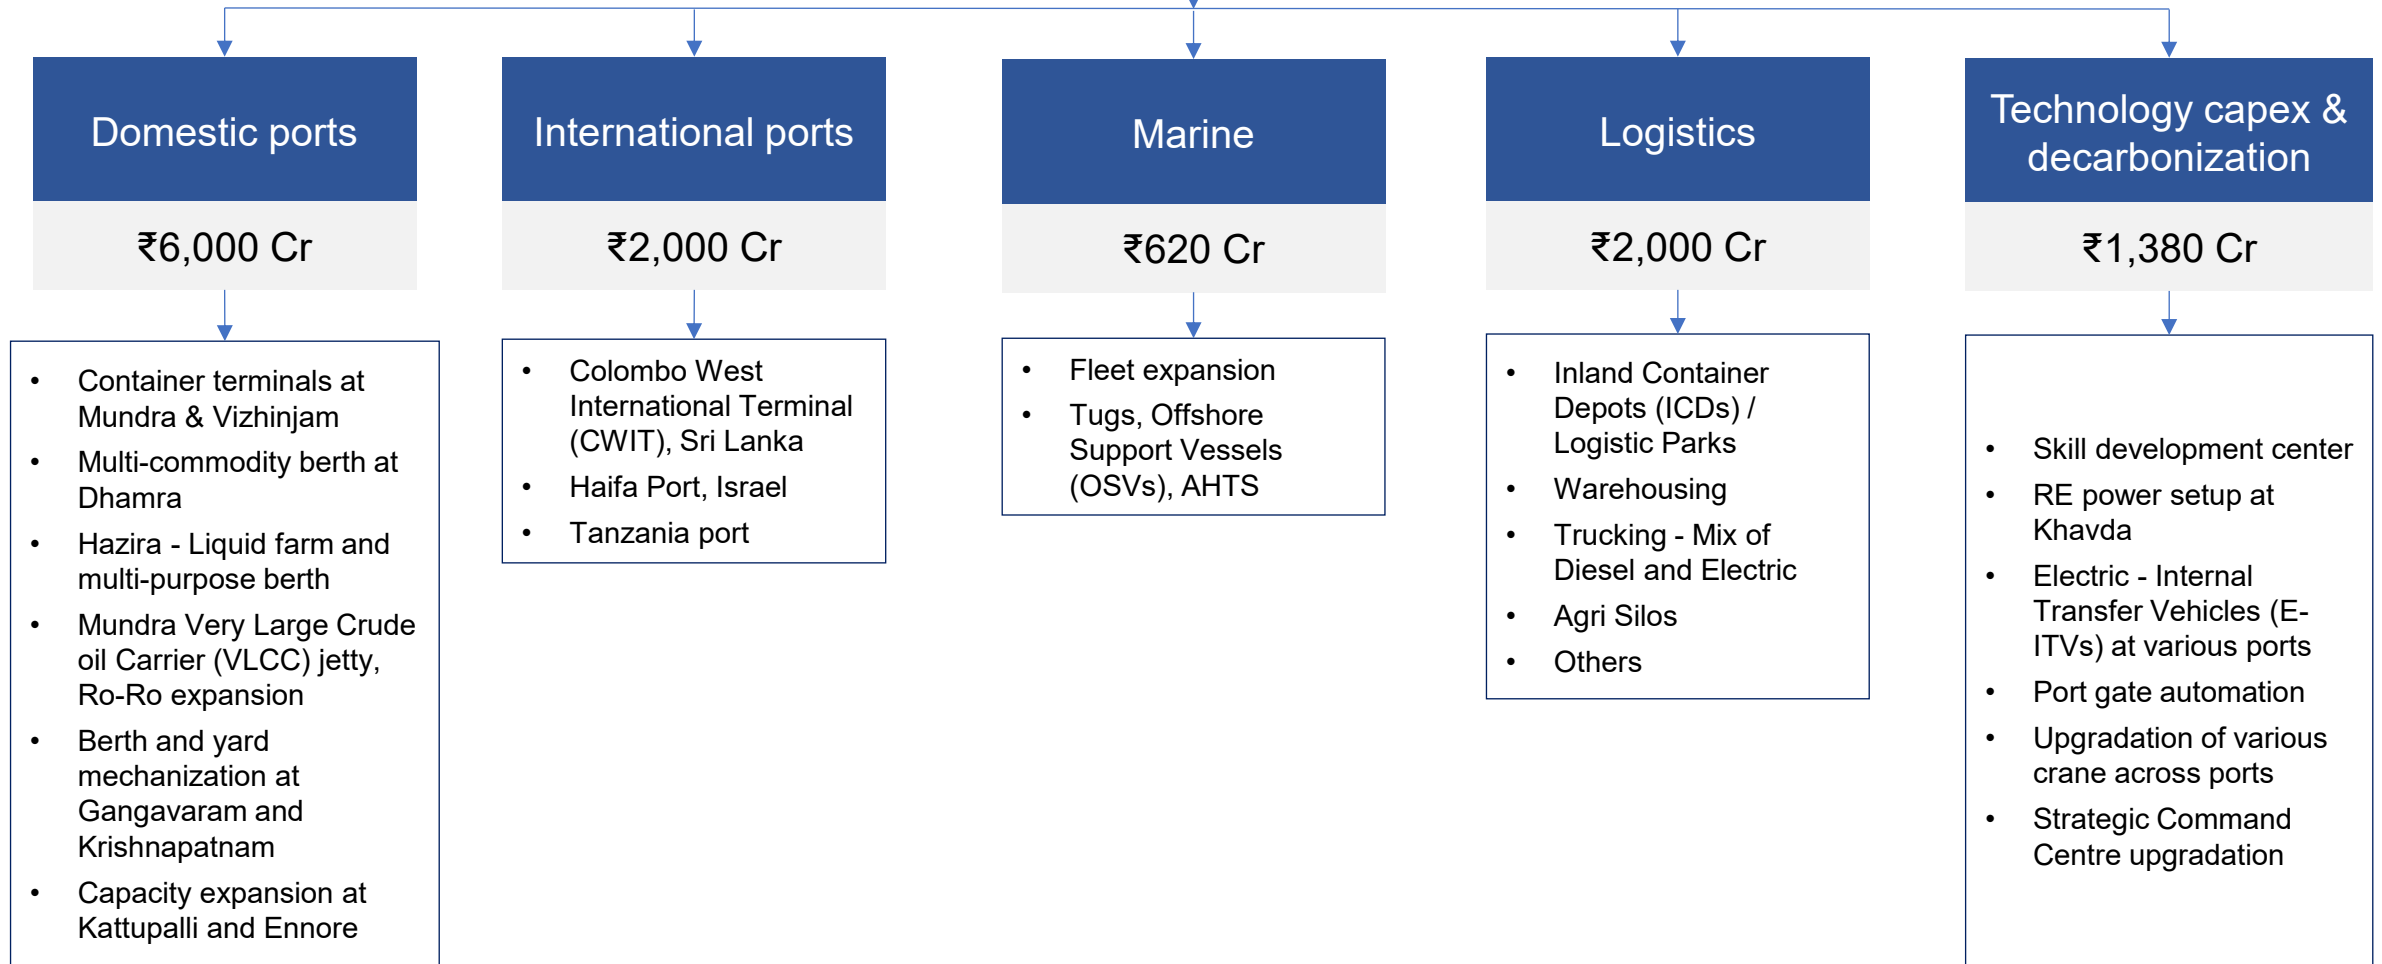 Domestic ports
₹6,000 Cr
• Container terminals at
Mundra & Vizhinjam
• Multi-commodity berth at
Dhamra
• Hazira - Liquid farm and
multi-purpose berth
• Mundra Very Large Crude
oil Carrier (VLCC) jetty,
Ro-Ro expansion
• Berth and yard
mechanization at
Gangavaram and
Krishnapatnam
• Capacity expansion at
Kattupalli and Ennore
International ports
₹2,000 Cr
• Colombo West
International Terminal
(CWIT), Sri Lanka
• Haifa Port, Israel
• Tanzania port
Marine
₹620 Cr
• Fleet expansion
• Tugs, Offshore
Support Vessels
(OSVs), AHTS
Logistics
₹2,000 Cr
• Inland Container
Depots (ICDs) /
Logistic Parks
• Warehousing
• Trucking - Mix of
Diesel and Electric
• Agri Silos
• Others
Technology capex &
decarbonization
₹1,380 Cr
• Skill development center
• RE power setup at
Khavda
• Electric - Internal
Transfer Vehicles (E-
ITVs) at various ports
• Port gate automation
• Upgradation of various
crane across ports
• Strategic Command
Centre upgradation